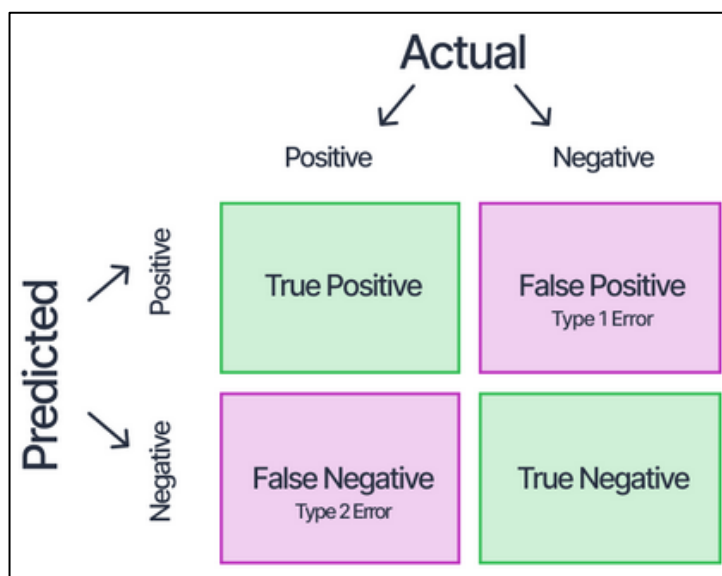 Actual
Positive
Negative
Predicted
Positive
True Positive
False Positive
Type 1 Error
Negative
False Negative
Type 2 Error
True Negative